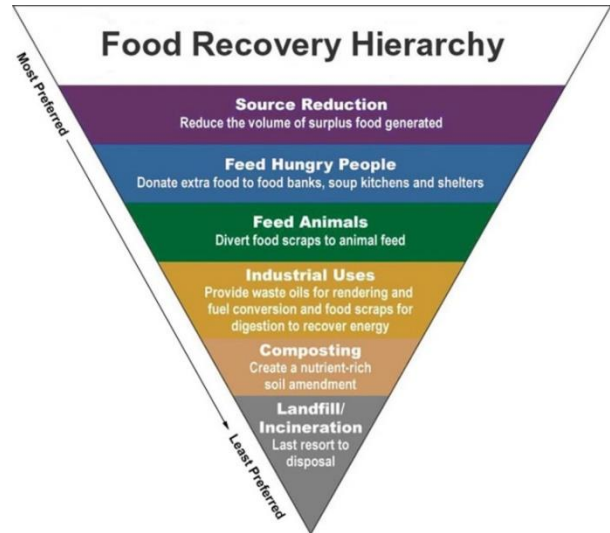 Food Recovery Hierarchy
Most Preferred
Source Reduction
Reduce the volume of surplus food generated
Feed Hungry People
Donate extra food to food banks, soup kitchens and shelters
Feed Animals
Divert food scraps to animal feed
Industrial Uses
Provide waste oils for rendering and
fuel conversion and food scraps for
digestion to recover energy
Composting
Create a nutrient-rich
soil amendment
Landfill/
Incineration
Last resort to
disposal
Least Preferred